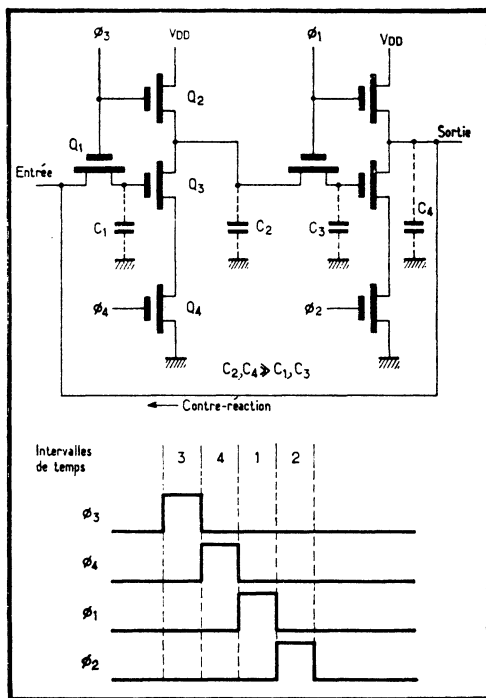 Ø3
VDD
Ø1
VDD
Q2
Q1
Sortie
Entrée
Q3
C1
C2
C3
C4
Ø4
Q4
Ø2
C2, C4 ≫ C1, C3
← Contre-réaction
Intervalles
de temps
3 4 1 2
Ø3
Ø4
Ø1
Ø2